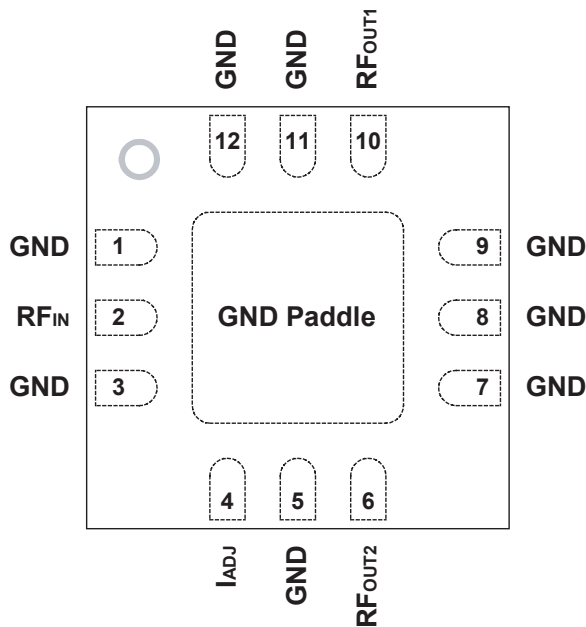 GND
GND
RFOUT1
12
11
10
GND
1
9
GND
RFIN
2
GND Paddle
8
GND
GND
3
7
GND
4
5
6
IADJ
GND
RFOUT2